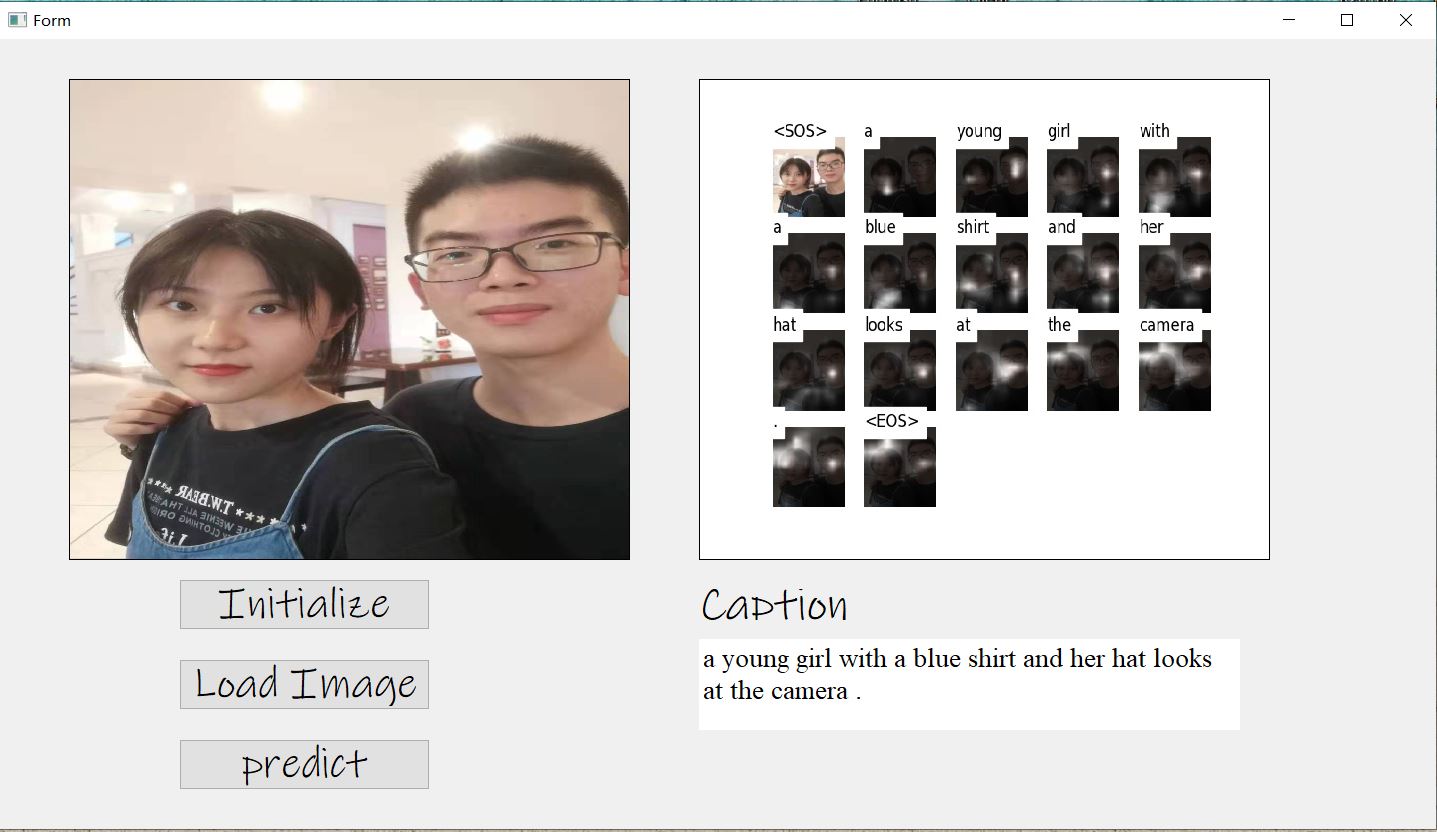 Form
<SOS> a young girl with
a blue shirt and her
hat looks at the camera
. <EOS>
T.W.BEAR
Initialize
Load Image
predict
Caption
a young girl with a blue shirt and her hat looks
at the camera .